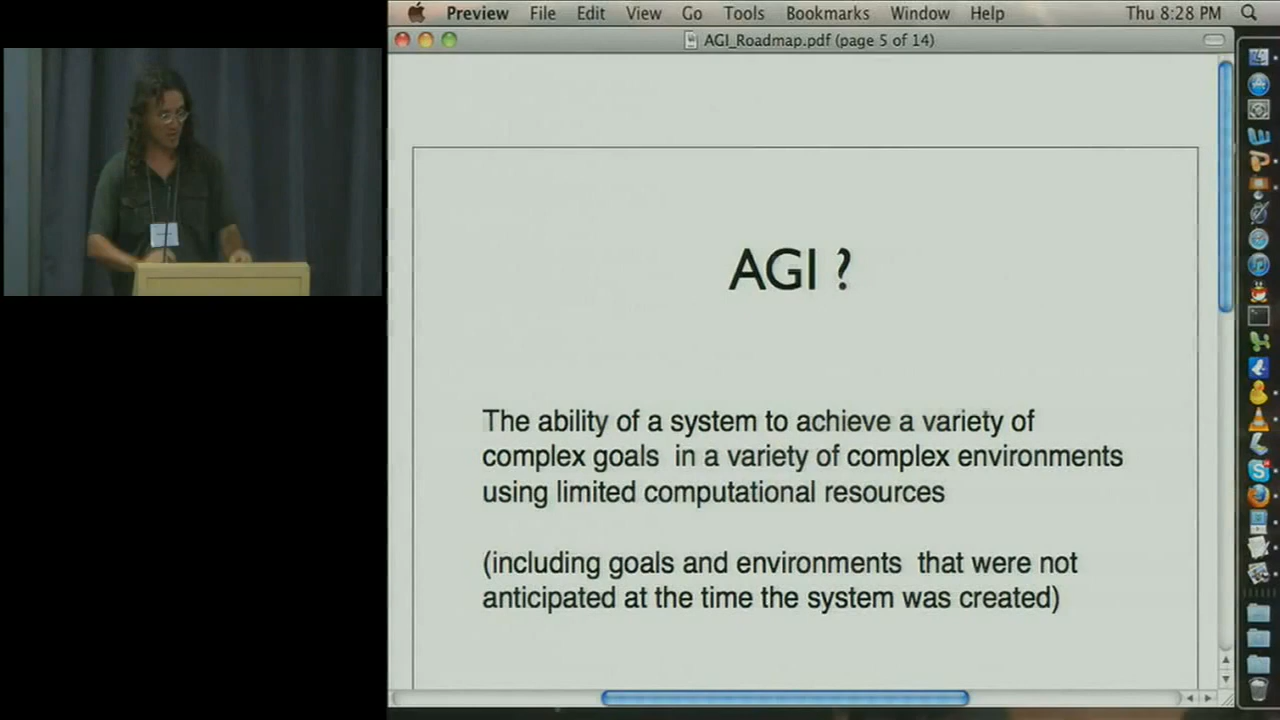 Preview File Edit View Go Tools Bookmarks Window Help Thu 8:28 PM
AGI_Roadmap.pdf (page 5 of 14)
AGI ?
The ability of a system to achieve a variety of
complex goals in a variety of complex environments
using limited computational resources
(including goals and environments that were not
anticipated at the time the system was created)